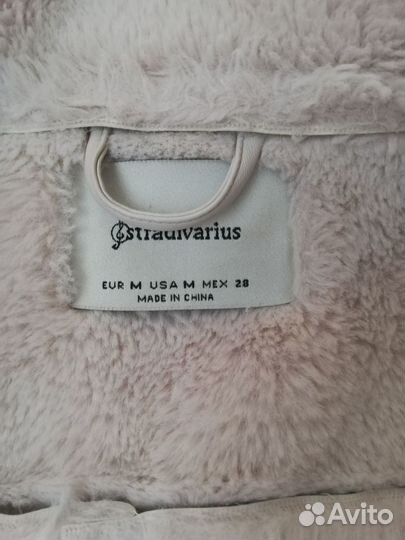 stradivarius
EUR M USA M MEX 28
MADE IN CHINA
Avito